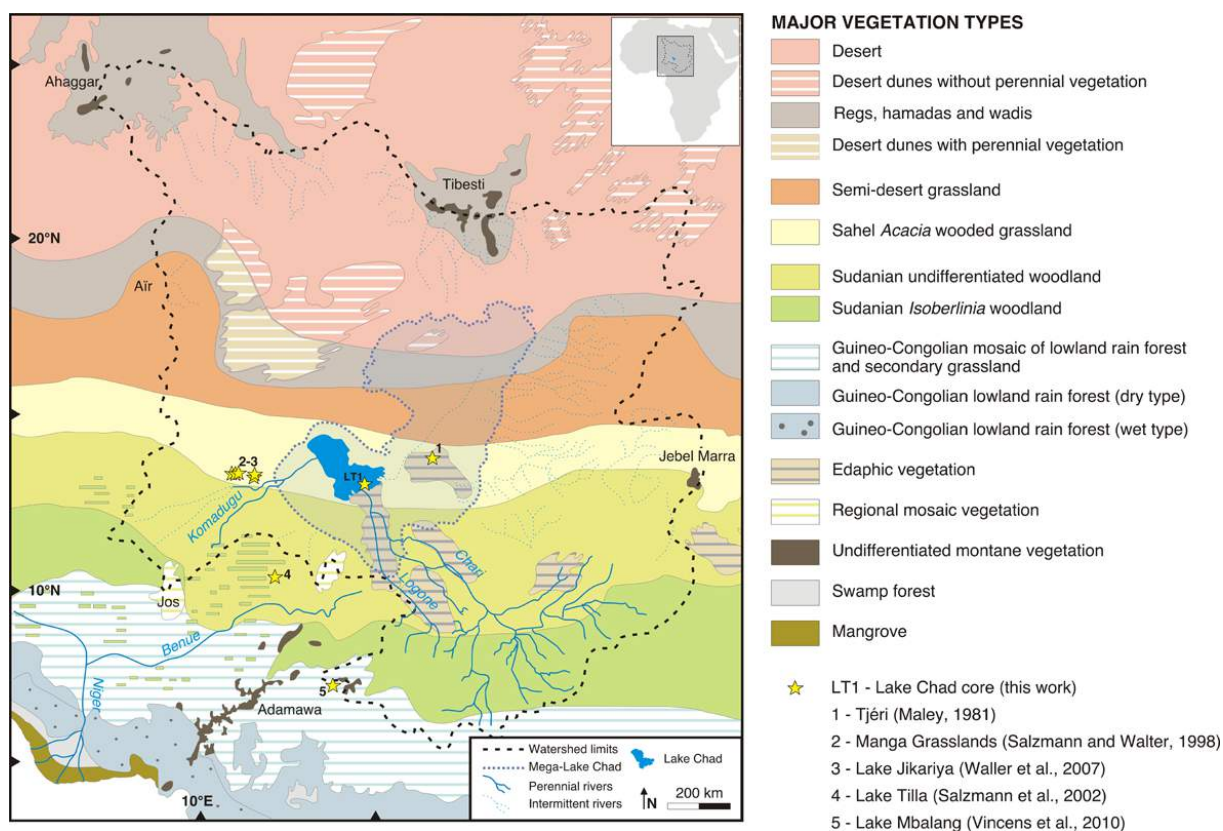 Ahaggar
Tibesti
20°N
Aïr
1
2-3
LT1
Jebel Marra
Komadugu
Chari
4
10°N
Jos
Logone
Benue
Niger
5
Adamawa
10°E
Watershed limits
Mega-Lake Chad
Perennial rivers
Intermittent rivers
Lake Chad
N
200 km
MAJOR VEGETATION TYPES
Desert
Desert dunes without perennial vegetation
Regs, hamadas and wadis
Desert dunes with perennial vegetation
Semi-desert grassland
Sahel Acacia wooded grassland
Sudanian undifferentiated woodland
Sudanian Isoberlinia woodland
Guineo-Congolian mosaic of lowland rain forest
and secondary grassland
Guineo-Congolian lowland rain forest (dry type)
Guineo-Congolian lowland rain forest (wet type)
Edaphic vegetation
Regional mosaic vegetation
Undifferentiated montane vegetation
Swamp forest
Mangrove
LT1 - Lake Chad core (this work)
1 - Tjéri (Maley, 1981)
2 - Manga Grasslands (Salzmann and Walter, 1998)
3 - Lake Jikariya (Waller et al., 2007)
4 - Lake Tilla (Salzmann et al., 2002)
5 - Lake Mbalang (Vincens et al., 2010)